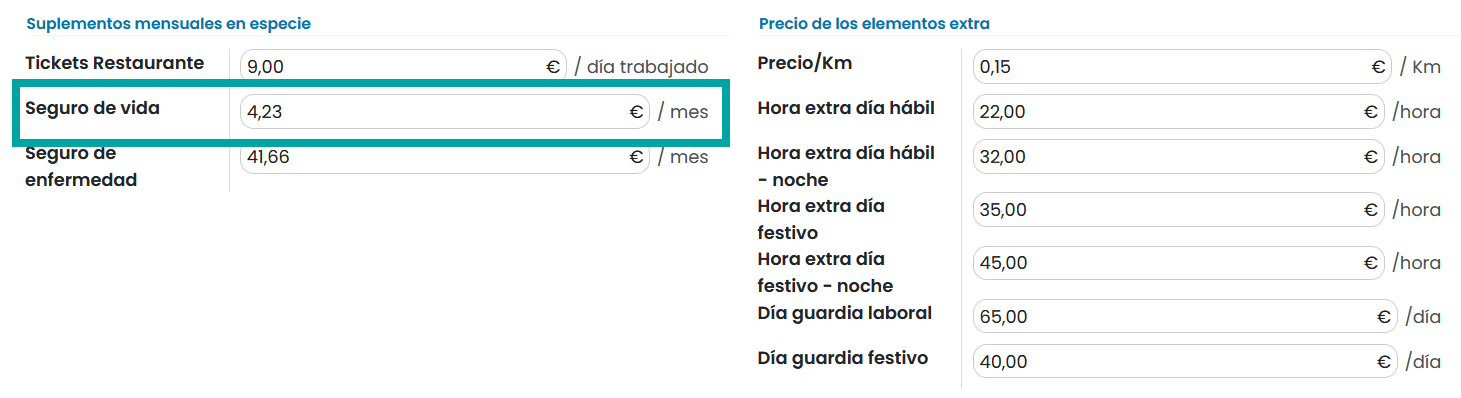 Suplementos mensuales en especie
Tickets Restaurante 9,00 € / día trabajado
Seguro de vida 4,23 € / mes
Seguro de
enfermedad 41,66 € / mes
Precio de los elementos extra
Precio/Km 0,15 € / Km
Hora extra día hábil 22,00 € /hora
Hora extra día hábil 32,00 € /hora
- noche
Hora extra día 35,00 € /hora
festivo
Hora extra día 45,00 € /hora
festivo - noche
Día guardia laboral 65,00 € /día
Día guardia festivo 40,00 € /día